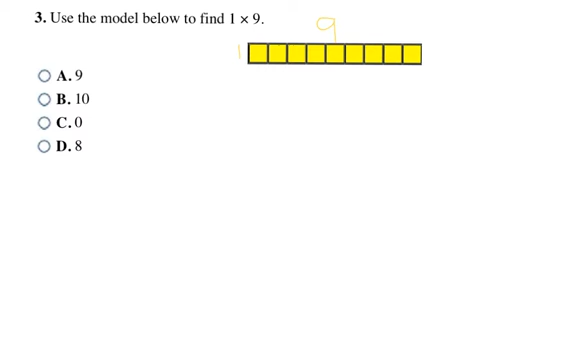 3. Use the model below to find 1 × 9.
9
1
A. 9
B. 10
C. 0
D. 8